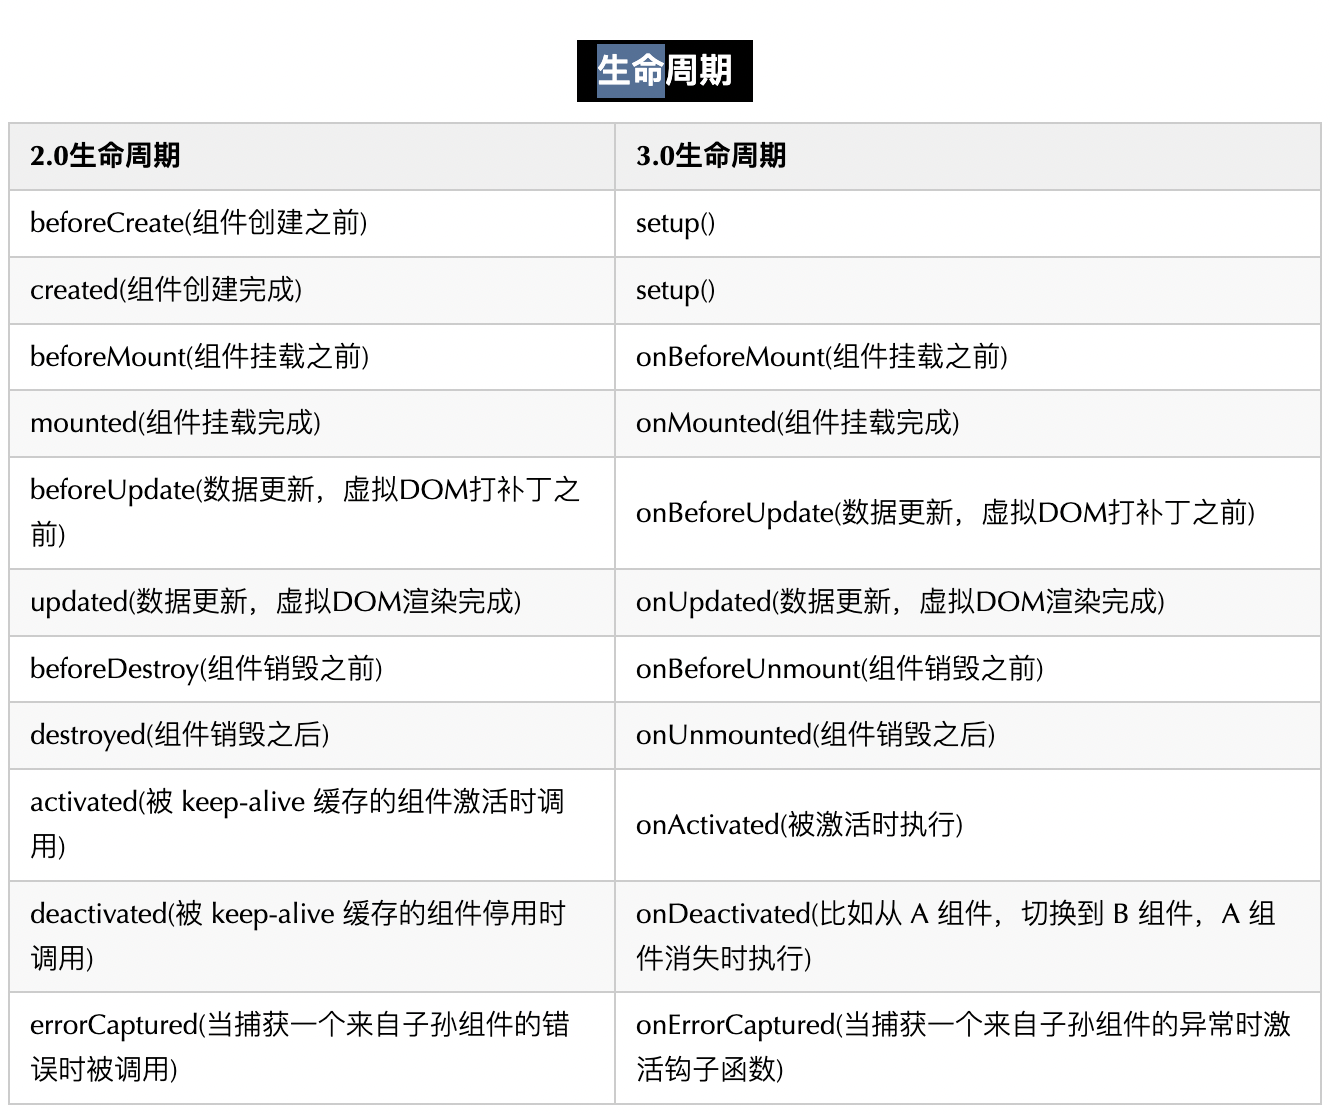 生命周期
2.0生命周期
3.0生命周期
beforeCreate(组件创建之前)
setup()
created(组件创建完成)
setup()
beforeMount(组件挂载之前)
onBeforeMount(组件挂载之前)
mounted(组件挂载完成)
onMounted(组件挂载完成)
beforeUpdate(数据更新，虚拟DOM打补丁之
前)
onBeforeUpdate(数据更新，虚拟DOM打补丁之前)
updated(数据更新，虚拟DOM渲染完成)
onUpdated(数据更新，虚拟DOM渲染完成)
beforeDestroy(组件销毁之前)
onBeforeUnmount(组件销毁之前)
destroyed(组件销毁之后)
onUnmounted(组件销毁之后)
activated(被 keep-alive 缓存的组件激活时调
用)
onActivated(被激活时执行)
deactivated(被 keep-alive 缓存的组件停用时
调用)
onDeactivated(比如从 A 组件，切换到 B 组件，A 组
件消失时执行)
errorCaptured(当捕获一个来自子孙组件的错
误时被调用)
onErrorCaptured(当捕获一个来自子孙组件的异常时激
活钩子函数)